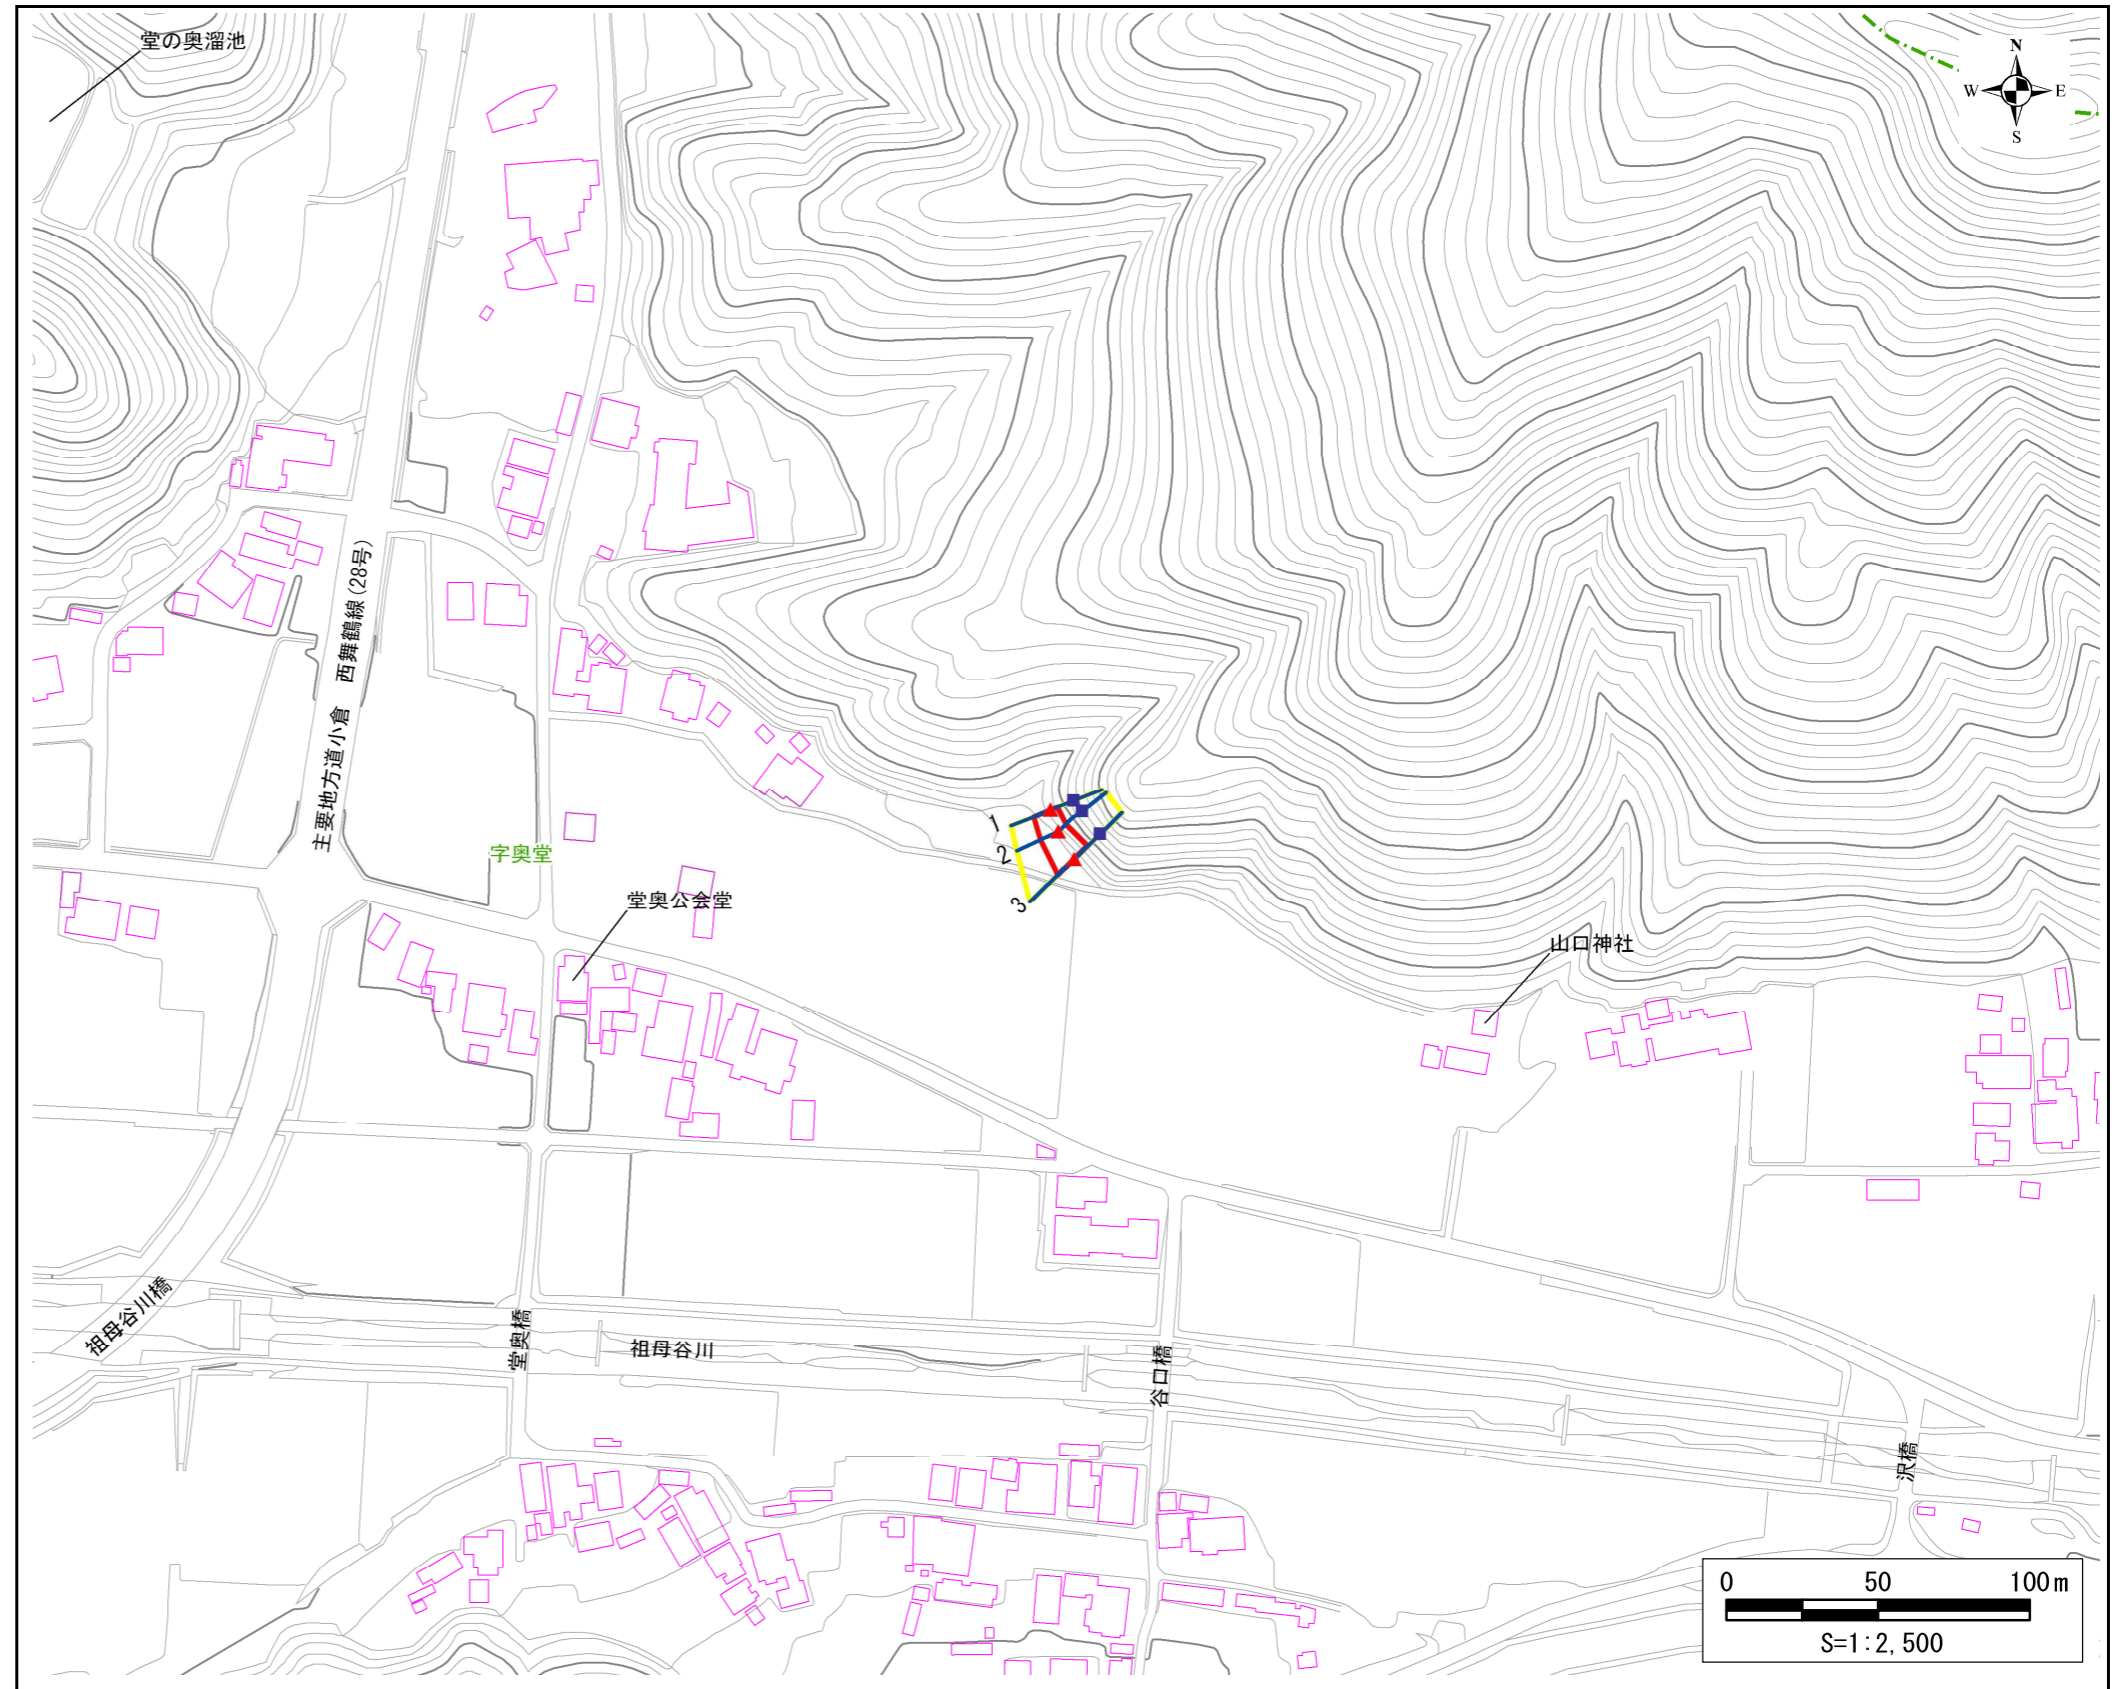 堂の奥溜池
N
W
E
S
主要地方道小倉　西舞鶴線(28号)
1
2
3
字奥堂
堂奥公会堂
山口神社
祖母谷川橋
堂奥橋
祖母谷川
谷口橋
沢橋
0 50 100m
S=1:2,500